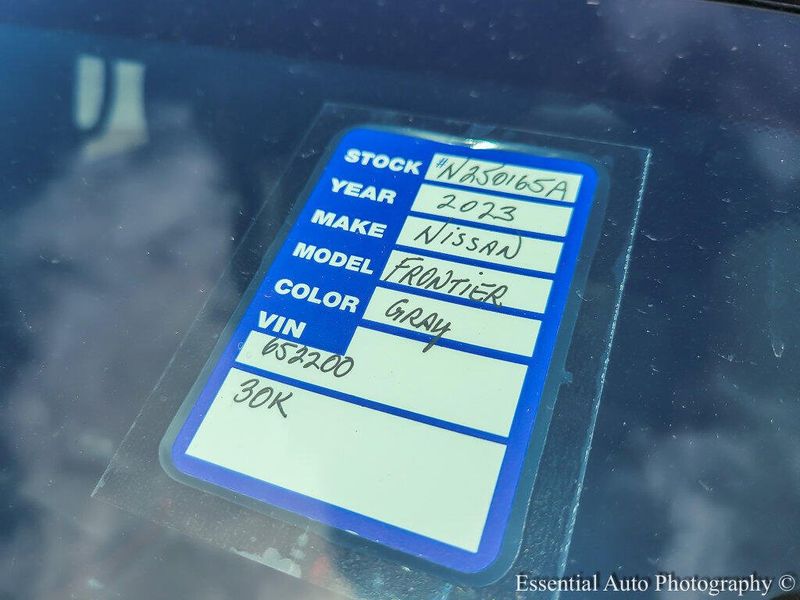 STOCK #N250165A
YEAR 2023
MAKE NISSAN
MODEL FRONTIER
COLOR GRAY
VIN
652200
30K
Essential Auto Photography ©